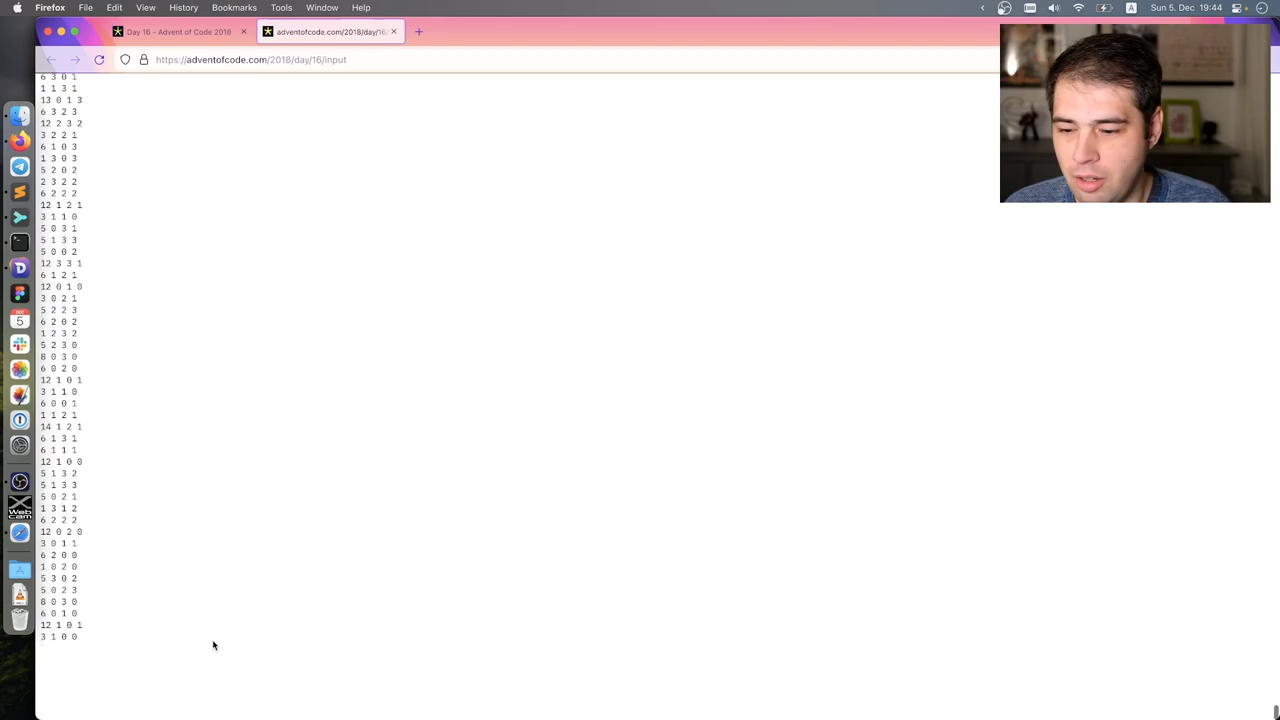 Firefox File Edit View History Bookmarks Tools Window Help Sun 5. Dec 19:44
Day 16 - Advent of Code 2018 adventofcode.com/2018/day/16/
https://adventofcode.com/2018/day/16/input
6 3 0 1
1 1 3 1
13 0 1 3
6 3 2 3
12 2 3 2
3 2 2 1
6 1 0 3
1 3 0 3
5 2 0 2
2 3 2 2
6 2 2 2
12 1 2 1
3 1 1 0
5 0 3 1
5 1 3 3
5 0 0 2
12 3 3 1
6 1 2 1
12 0 1 0
3 0 2 1
5 2 2 3
6 2 0 2
1 2 3 2
5 2 3 0
8 0 3 0
6 0 2 0
12 1 0 1
3 1 1 0
6 0 0 1
1 1 2 1
14 1 2 1
6 1 3 1
6 1 1 1
12 1 0 0
5 1 3 2
5 1 3 3
5 0 2 1
1 3 1 2
6 2 2 2
12 0 2 0
3 0 1 1
6 2 0 0
1 0 2 0
5 3 0 2
5 0 2 3
8 0 3 0
6 0 1 0
12 1 0 1
3 1 0 0
DEC
5
Web
cam